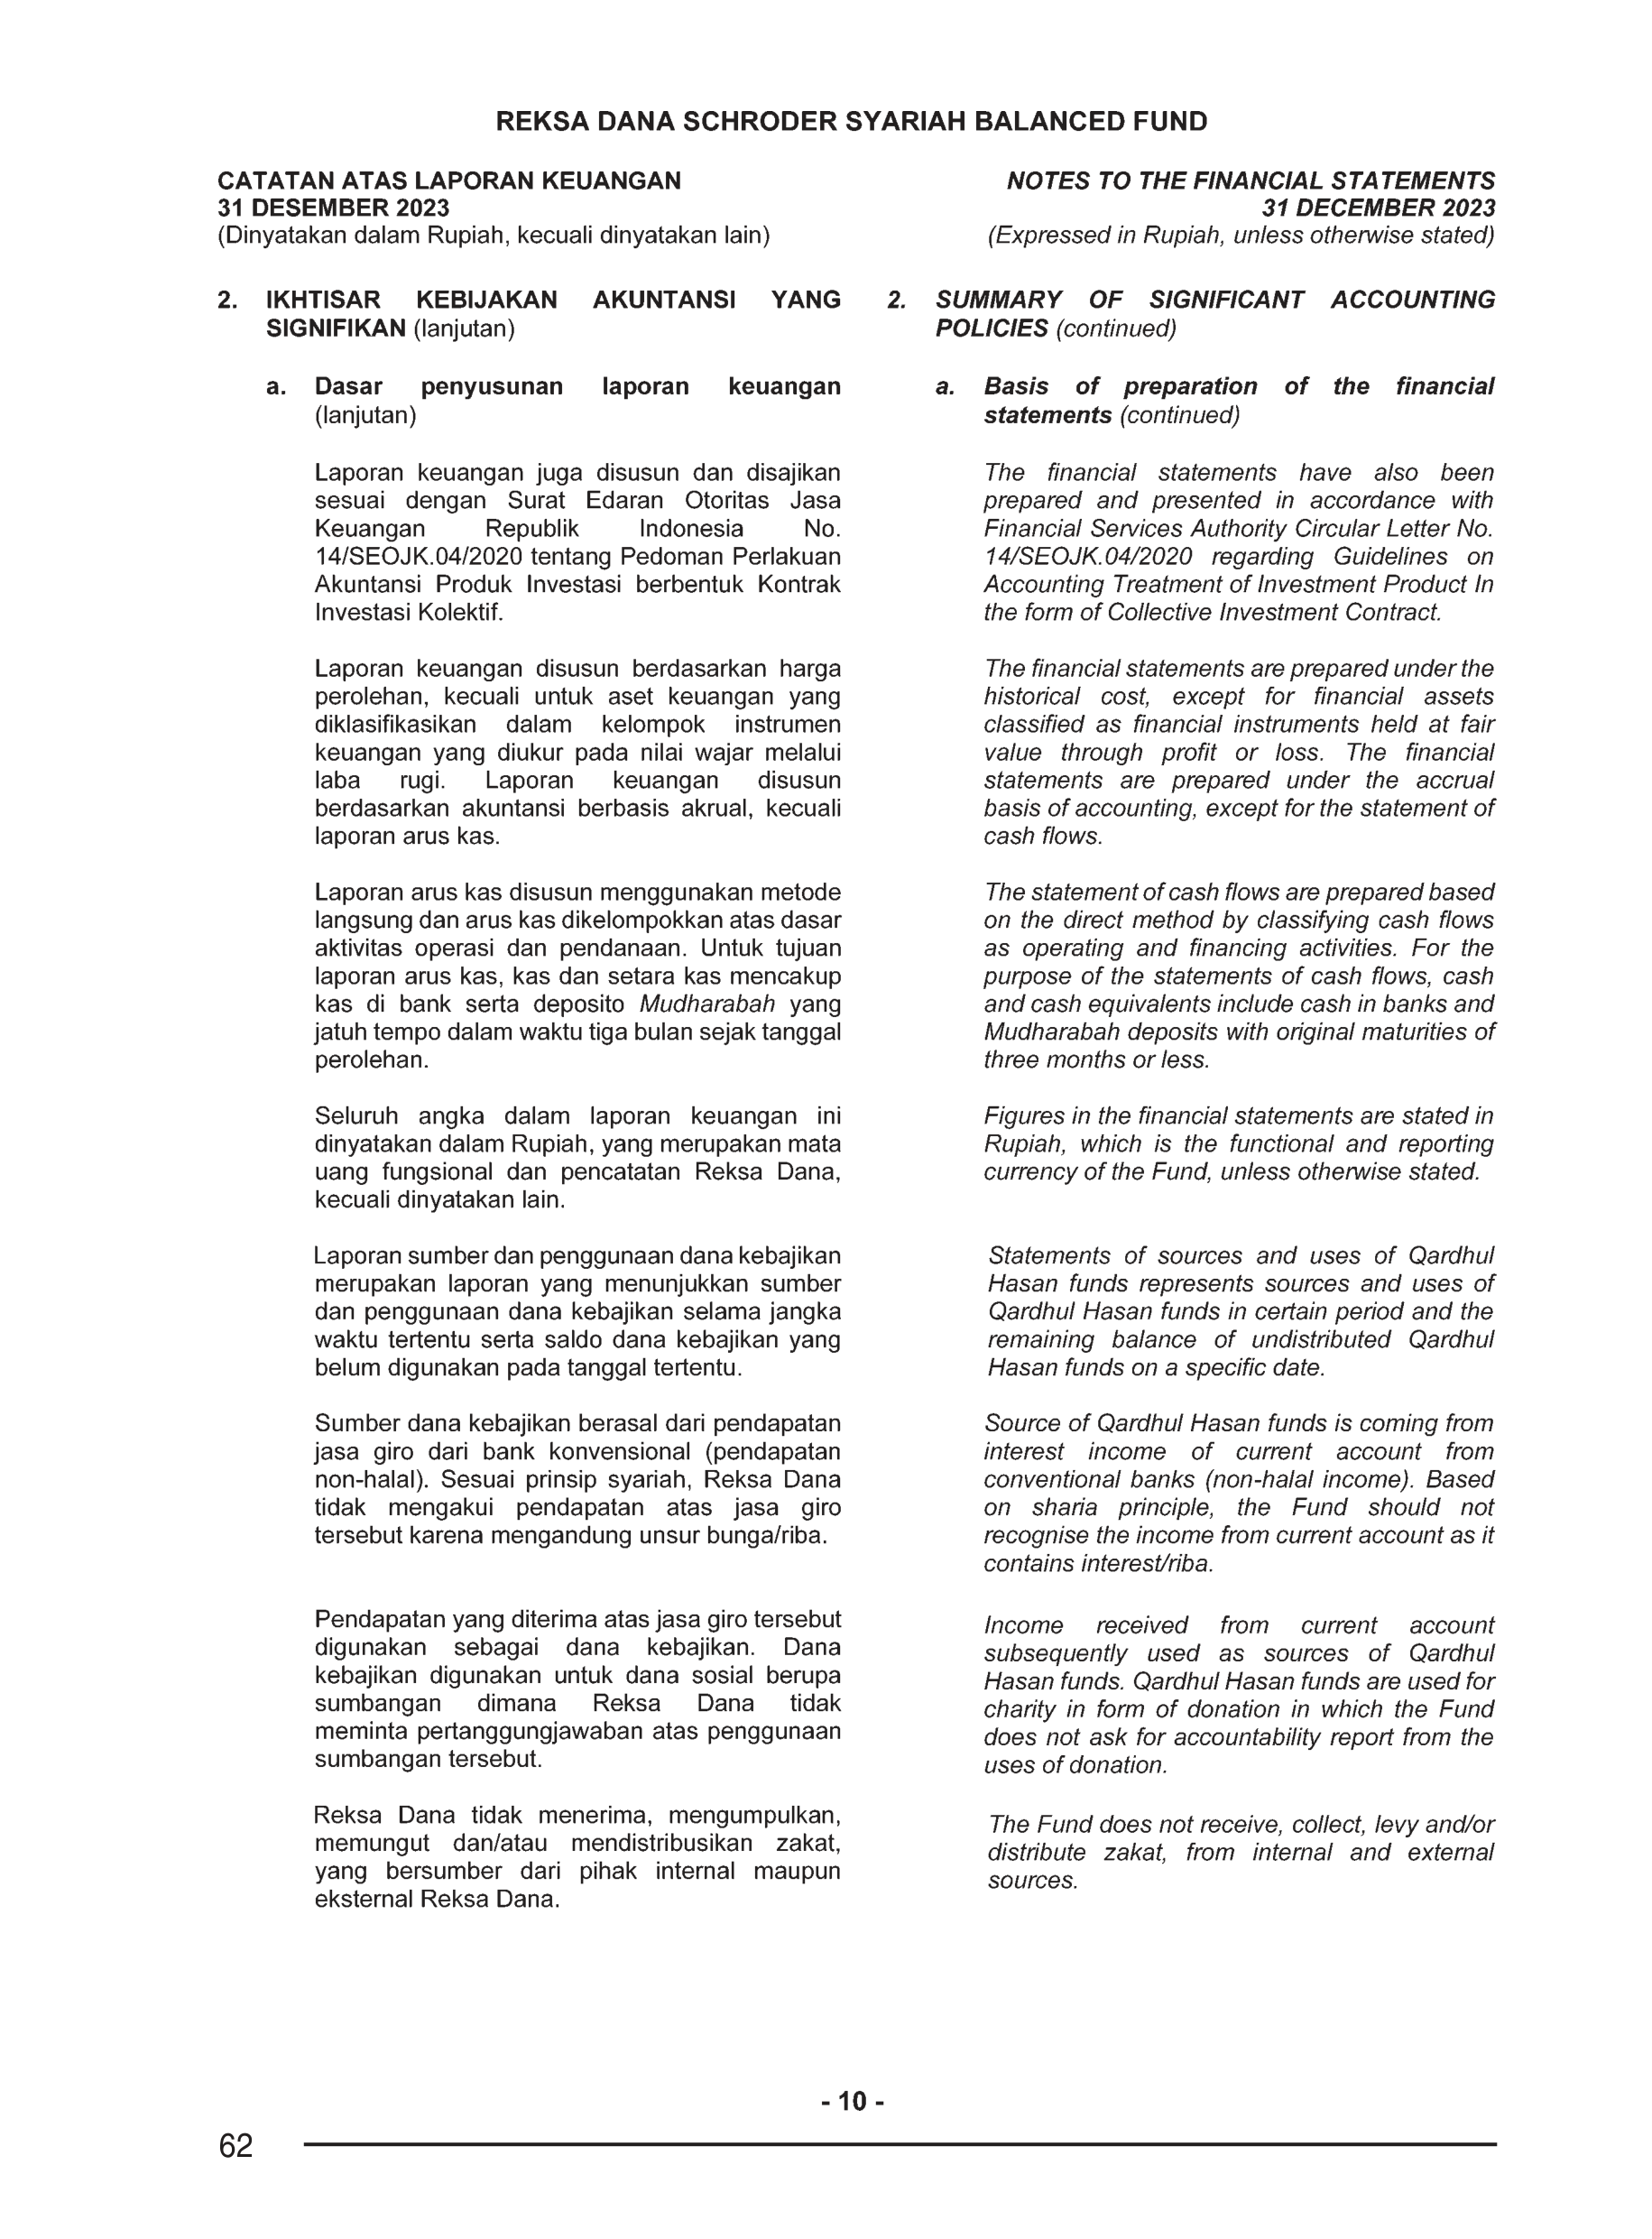 REKSA DANA SCHRODER SYARIAH BALANCED FUND
CATATAN ATAS LAPORAN KEUANGAN
31 DESEMBER 2023
(Dinyatakan dalam Rupiah, kecuali dinyatakan lain)
NOTES TO THE FINANCIAL STATEMENTS
31 DECEMBER 2023
(Expressed in Rupiah, unless otherwise stated)
2. IKHTISAR KEBIJAKAN AKUNTANSI YANG
SIGNIFIKAN (lanjutan)
a. Dasar penyusunan laporan keuangan
(lanjutan)
Laporan keuangan juga disusun dan disajikan
sesuai dengan Surat Edaran Otoritas Jasa
Keuangan Republik Indonesia No.
14/SEOJK.04/2020 tentang Pedoman Perlakuan
Akuntansi Produk Investasi berbentuk Kontrak
Investasi Kolektif.
Laporan keuangan disusun berdasarkan harga
perolehan, kecuali untuk aset keuangan yang
diklasifikasikan dalam kelompok instrumen
keuangan yang diukur pada nilai wajar melalui
laba rugi. Laporan keuangan disusun
berdasarkan akuntansi berbasis akrual, kecuali
laporan arus kas.
Laporan arus kas disusun menggunakan metode
langsung dan arus kas dikelompokkan atas dasar
aktivitas operasi dan pendanaan. Untuk tujuan
laporan arus kas, kas dan setara kas mencakup
kas di bank serta deposito Mudharabah yang
jatuh tempo dalam waktu tiga bulan sejak tanggal
perolehan.
Seluruh angka dalam laporan keuangan ini
dinyatakan dalam Rupiah, yang merupakan mata
uang fungsional dan pencatatan Reksa Dana,
kecuali dinyatakan lain.
Laporan sumber dan penggunaan dana kebajikan
merupakan laporan yang menunjukkan sumber
dan penggunaan dana kebajikan selama jangka
waktu tertentu serta saldo dana kebajikan yang
belum digunakan pada tanggal tertentu.
Sumber dana kebajikan berasal dari pendapatan
jasa giro dari bank konvensional (pendapatan
non-halal). Sesuai prinsip syariah, Reksa Dana
tidak mengakui pendapatan atas jasa giro
tersebut karena mengandung unsur bunga/riba.
Pendapatan yang diterima atas jasa giro tersebut
digunakan sebagai dana kebajikan. Dana
kebajikan digunakan untuk dana sosial berupa
sumbangan dimana Reksa Dana tidak
meminta pertanggungjawaban atas penggunaan
sumbangan tersebut.
Reksa Dana tidak menerima, mengumpulkan,
memungut dan/atau mendistribusikan zakat,
yang bersumber dari pihak internal maupun
eksternal Reksa Dana.
2. SUMMARY OF SIGNIFICANT ACCOUNTING
POLICIES (continued)
a. Basis of preparation of the financial
statements (continued)
The financial statements have also been
prepared and presented in accordance with
Financial Services Authority Circular Letter No.
14/SEOJK.04/2020 regarding Guidelines on
Accounting Treatment of Investment Product In
the form of Collective Investment Contract.
The financial statements are prepared under the
historical cost, except for financial assets
classified as financial instruments held at fair
value through profit or loss. The financial
statements are prepared under the accrual
basis of accounting, except for the statement of
cash flows.
The statement of cash flows are prepared based
on the direct method by classifying cash flows
as operating and financing activities. For the
purpose of the statements of cash flows, cash
and cash equivalents include cash in banks and
Mudharabah deposits with original maturities of
three months or less.
Figures in the financial statements are stated in
Rupiah, which is the functional and reporting
currency of the Fund, unless otherwise stated.
Statements of sources and uses of Qardhul
Hasan funds represents sources and uses of
Qardhul Hasan funds in certain period and the
remaining balance of undistributed Qardhul
Hasan funds on a specific date.
Source of Qardhul Hasan funds is coming from
interest income of current account from
conventional banks (non-halal income). Based
on sharia principle, the Fund should not
recognise the income from current account as it
contains interest/riba.
Income received from current account
subsequently used as sources of Qardhul
Hasan funds. Qardhul Hasan funds are used for
charity in form of donation in which the Fund
does not ask for accountability report from the
uses of donation.
The Fund does not receive, collect, levy and/or
distribute zakat, from internal and external
sources.
- 10 -
62